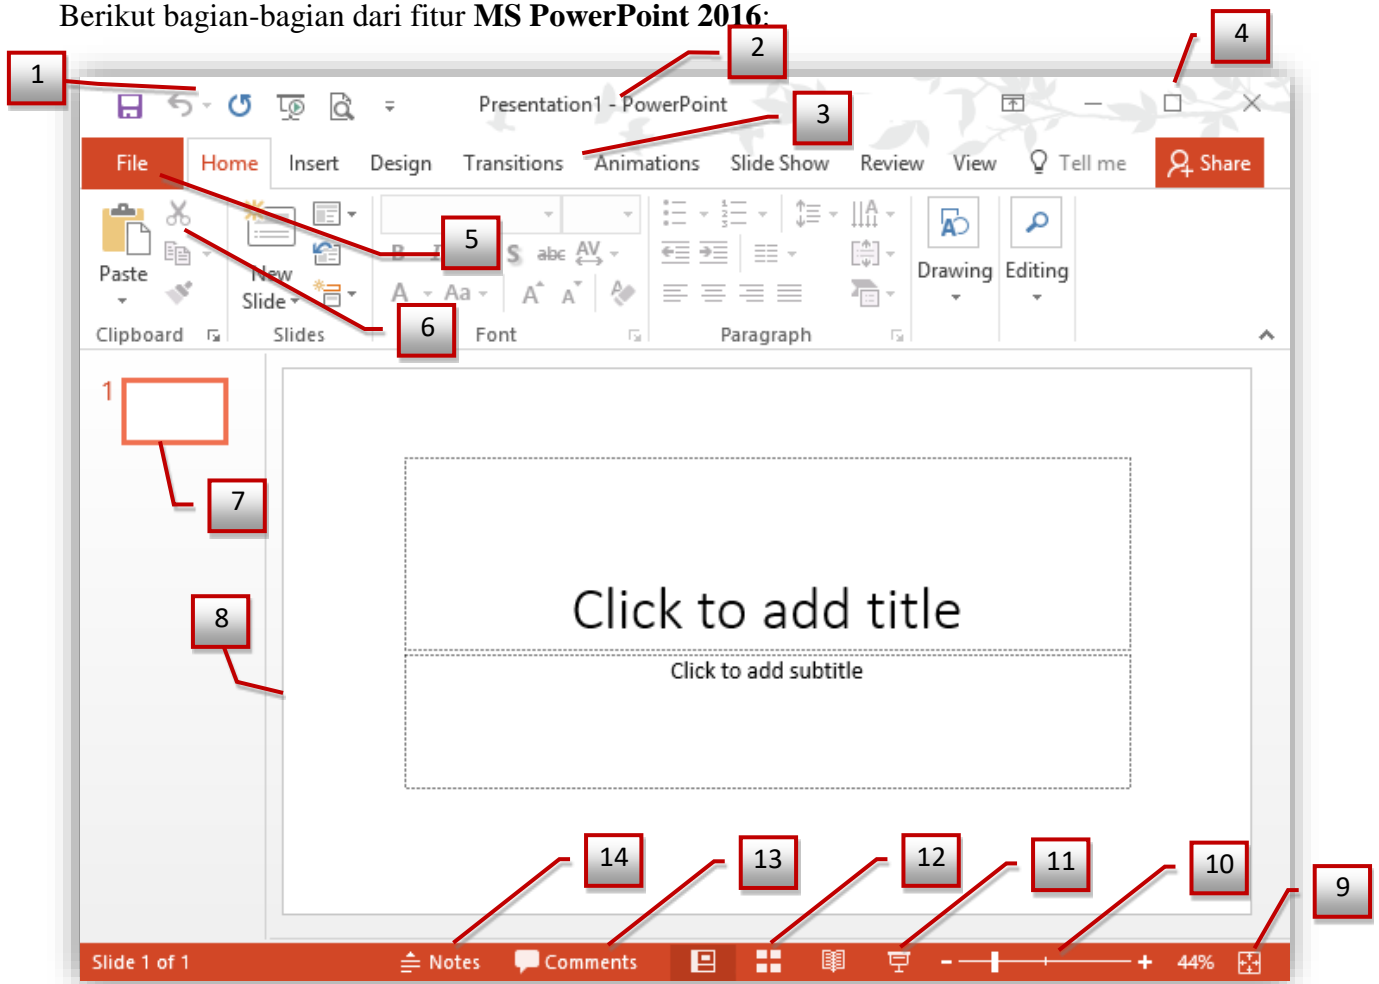 Berikut bagian-bagian dari fitur MS PowerPoint 2016:
1
2
3
4
Presentation1 - PowerPoint
File Home Insert Design Transitions Animations Slide Show Review View Tell me Share
5
6
Paste
New
Slide
B I S abc AV
A Aa A A
Drawing Editing
Clipboard Slides Font Paragraph
1
7
8
Click to add title
Click to add subtitle
14 13 12 11 10 9
Slide 1 of 1 Notes Comments - + 44%